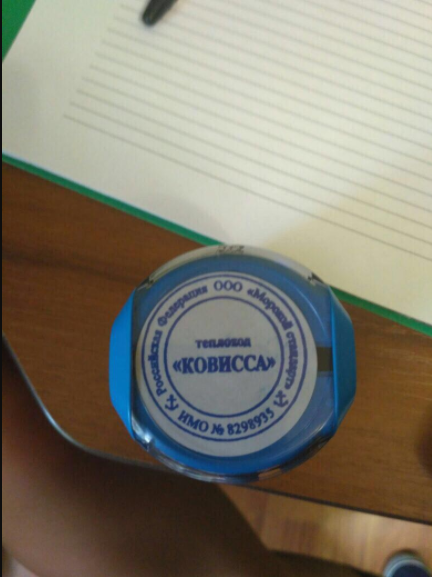 Российская Федерация ООО «Морской стандарт»
теплоход
«КОВИССА»
ИМО № 8298935